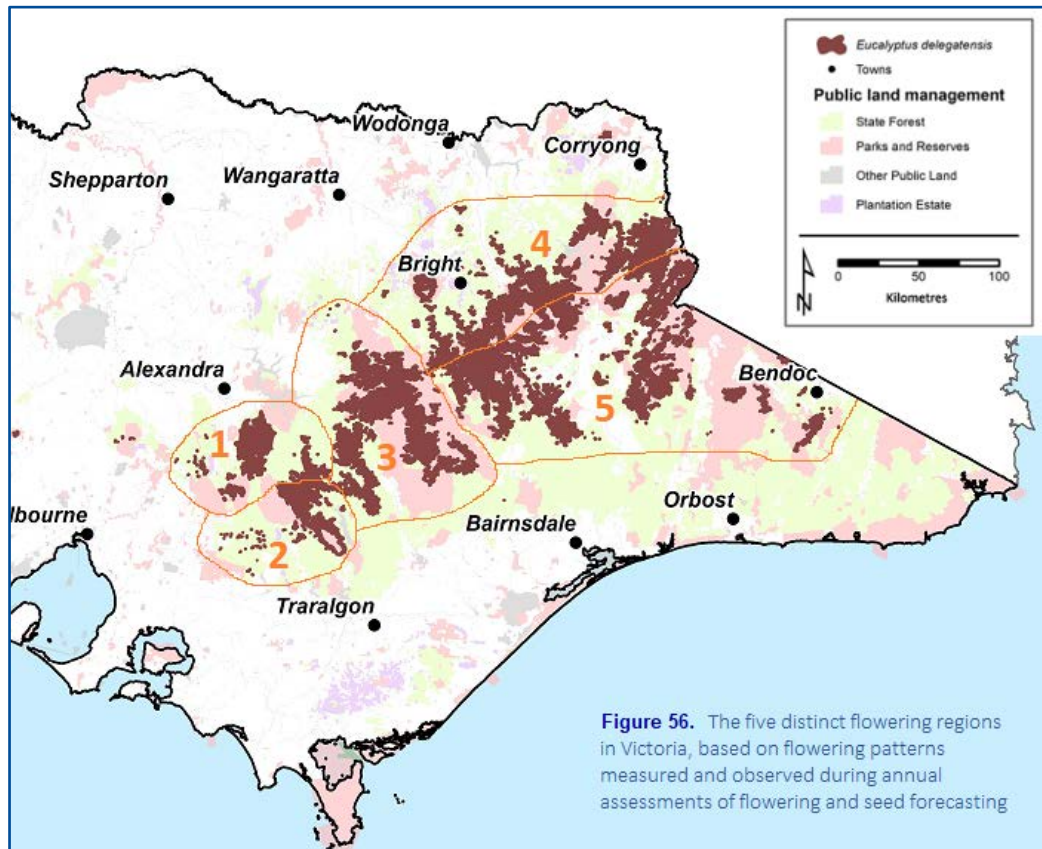 Eucalyptus delegatensis
Towns
Public land management
State Forest
Parks and Reserves
Other Public Land
Plantation Estate
N
0 50 100
Kilometres
Wodonga
Corryong
Shepparton
Wangaratta
4
Bright
Alexandra
Bendoc
5
1
3
lbourne
Orbost
Bairnsdale
2
Traralgon
Figure 56. The five distinct flowering regions
in Victoria, based on flowering patterns
measured and observed during annual
assessments of flowering and seed forecasting